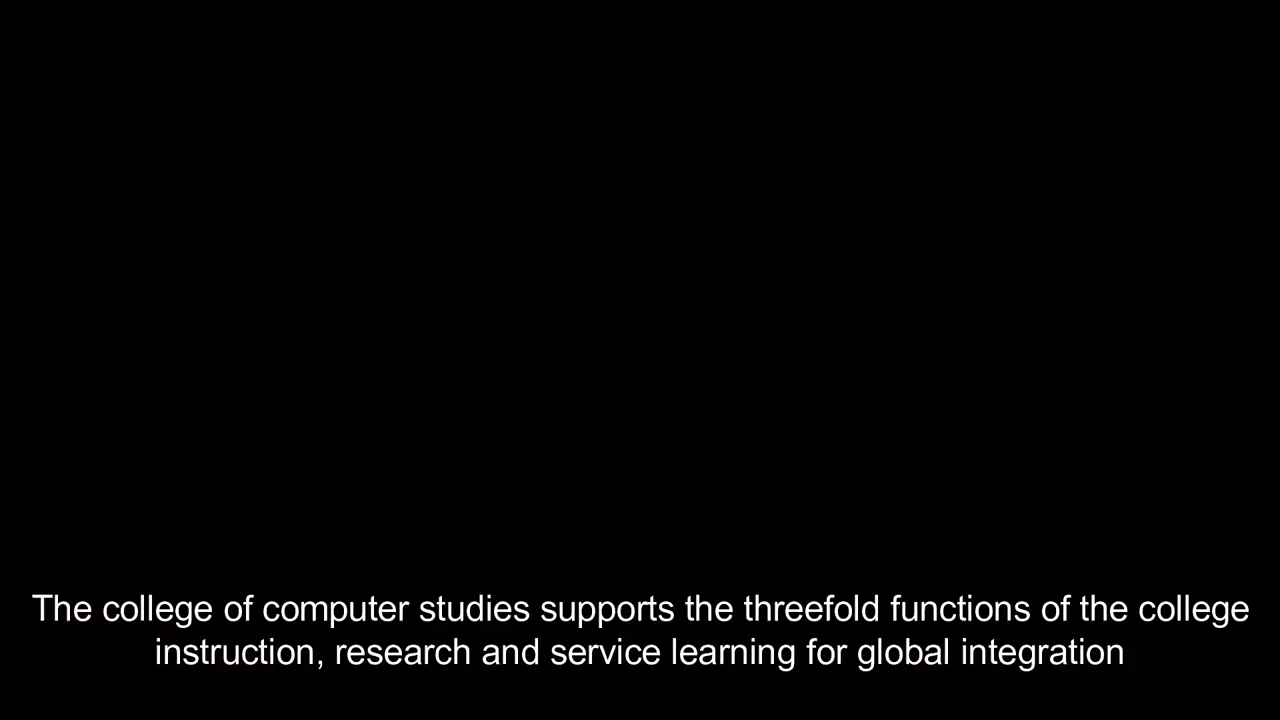 The college of computer studies supports the threefold functions of the college
instruction, research and service learning for global integration